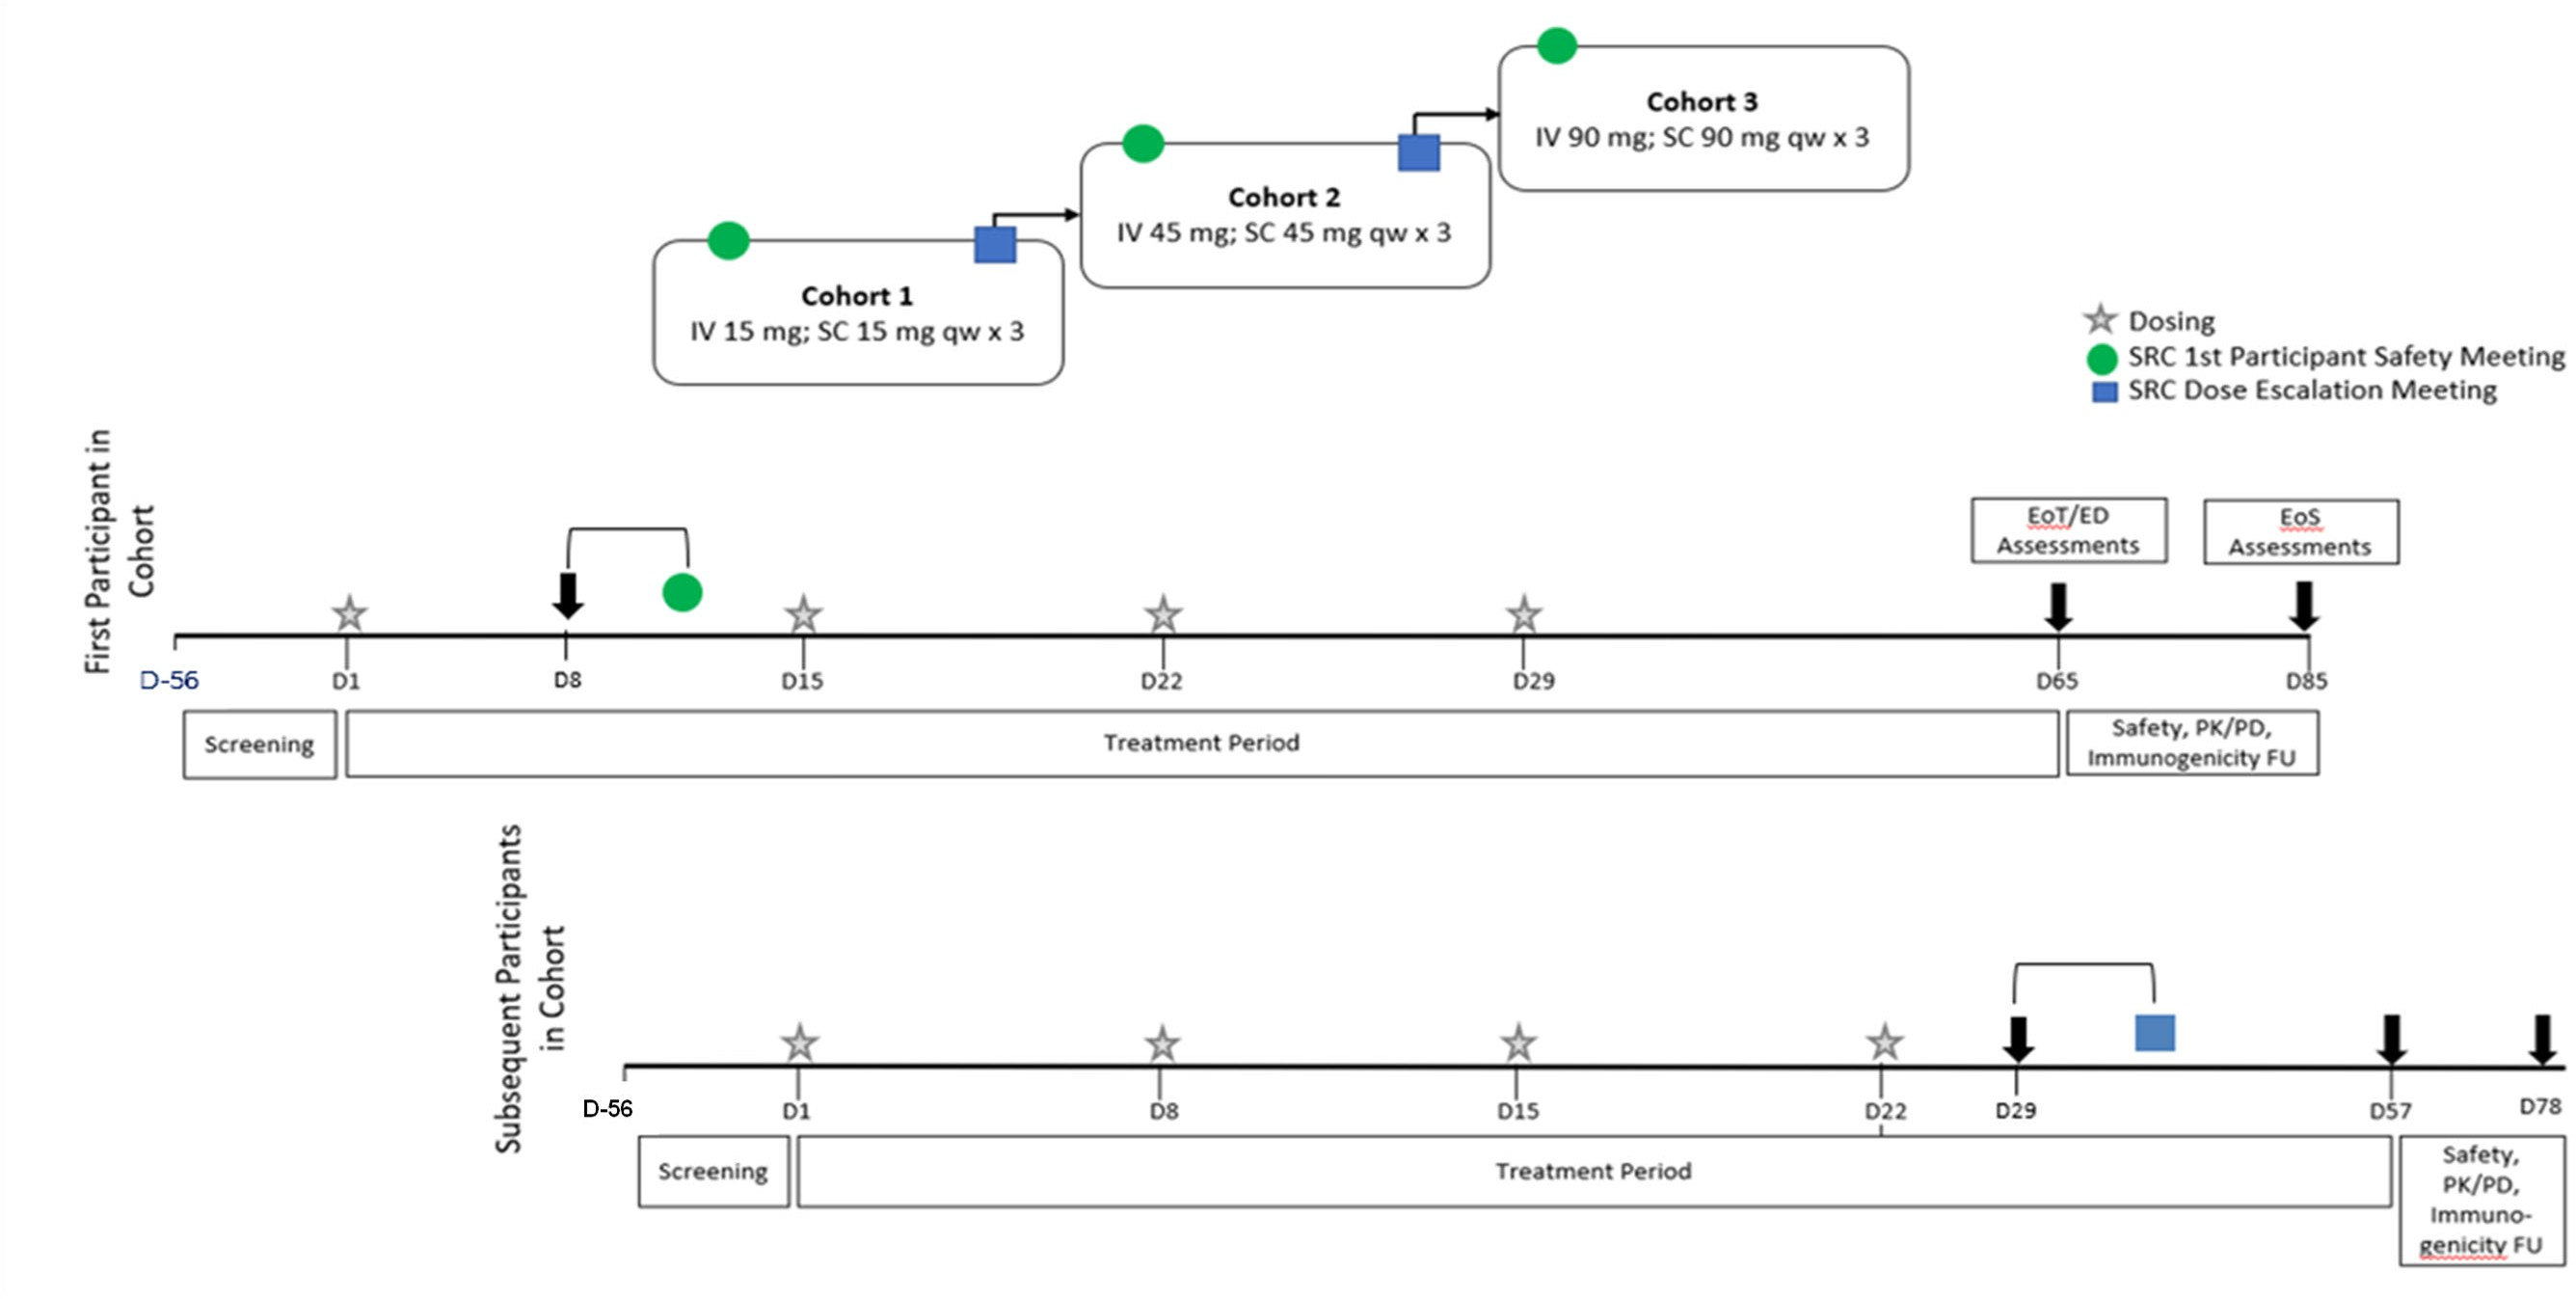 Cohort 3
IV 90 mg; SC 90 mg qw x 3
Cohort 2
IV 45 mg; SC 45 mg qw x 3
Cohort 1
IV 15 mg; SC 15 mg qw x 3
Dosing
SRC 1st Participant Safety Meeting
SRC Dose Escalation Meeting
First Participant in
Cohort
EoT/ED
Assessments
EoS
Assessments
D-56
D1
D8
D15
D22
D29
D65
D85
Screening
Treatment Period
Safety, PK/PD,
Immunogenicity FU
Subsequent Participants
in Cohort
D-56
D1
D8
D15
D22
D29
D57
D78
Screening
Treatment Period
Safety,
PK/PD,
Immuno-
genicity FU